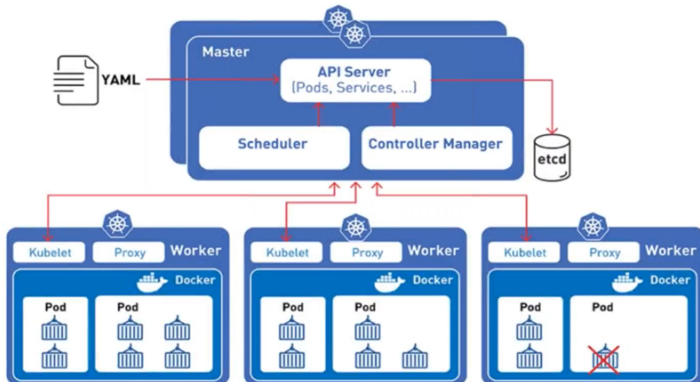 Master
YAML
API Server
(Pods, Services, ...)
Scheduler
Controller Manager
etcd
Kubelet
Proxy
Worker
Docker
Pod
Pod
Kubelet
Proxy
Worker
Docker
Pod
Pod
Kubelet
Proxy
Worker
Docker
Pod
Pod